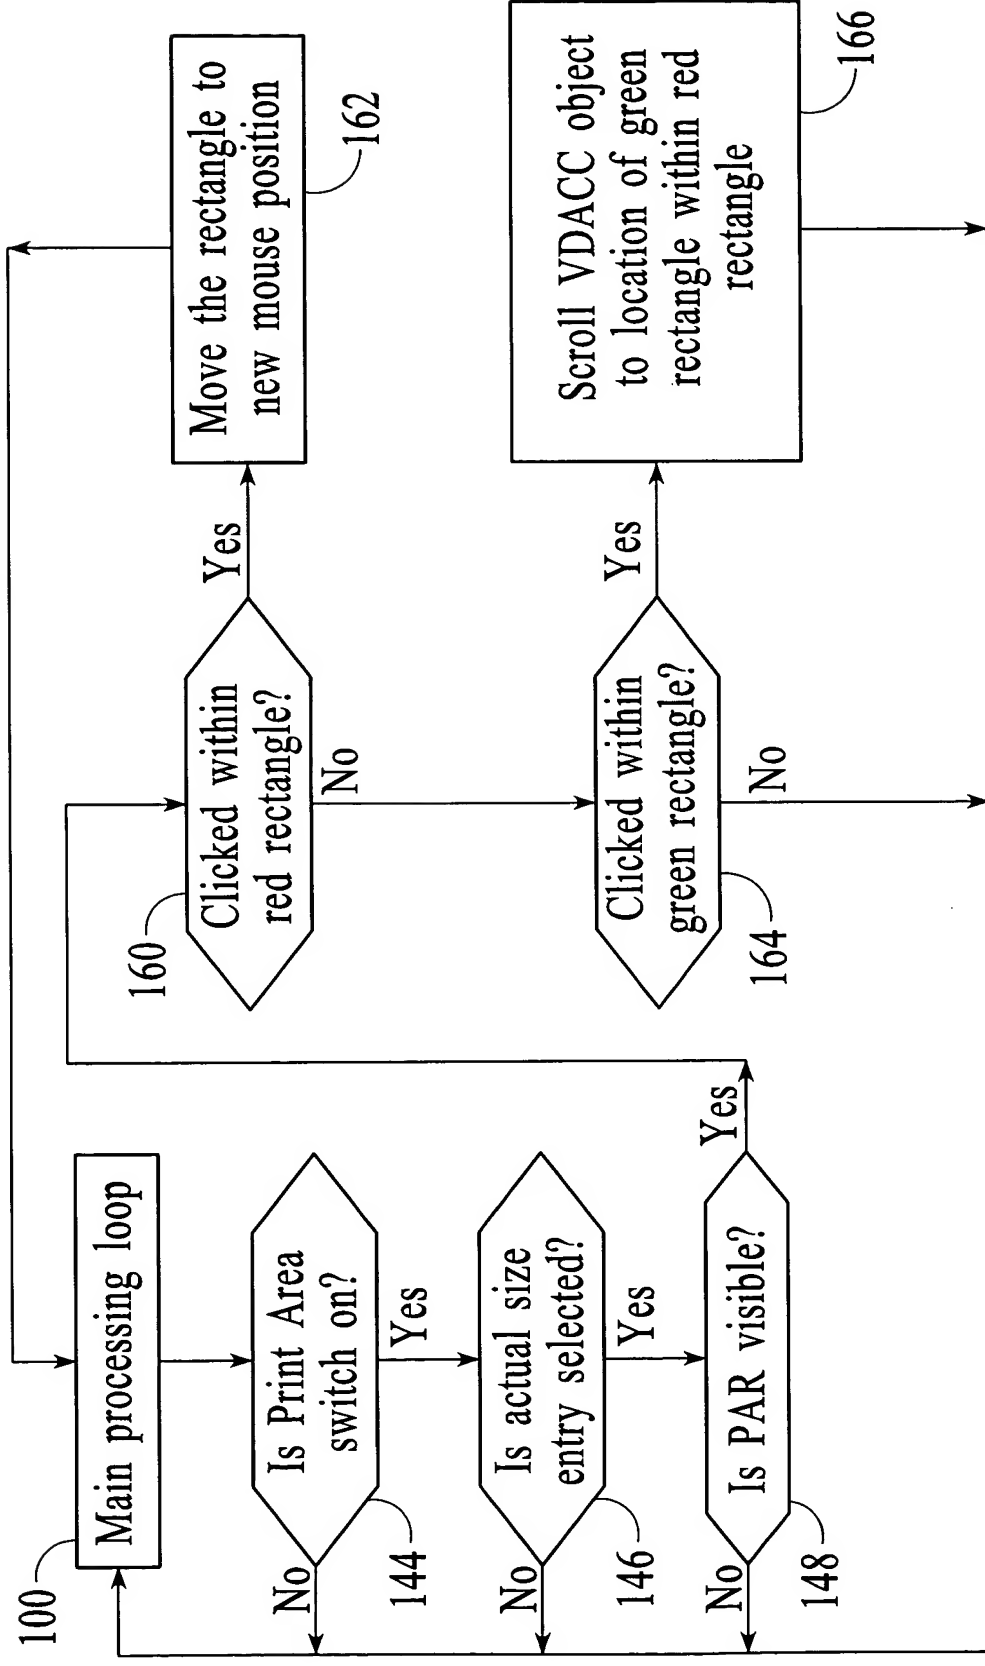 100
Main processing loop
Is Print Area
switch on?
144
No
Yes
Is actual size
entry selected?
146
No
Yes
Is PAR visible?
148
No
Yes
160
Clicked within
red rectangle?
Yes
No
Move the rectangle to
new mouse position
162
Clicked within
green rectangle?
164
Yes
No
Scroll VDACC object
to location of green
rectangle within red
rectangle
166